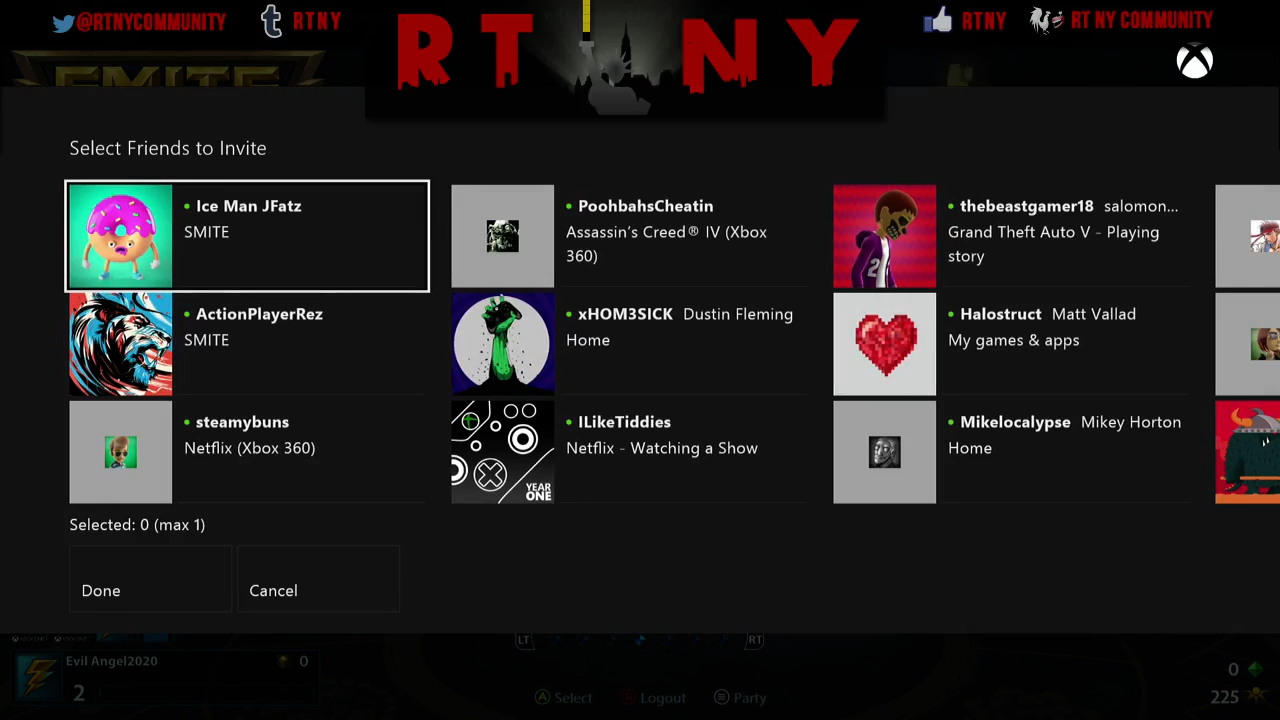 @RTNYCOMMUNITY
RTNY
RT NY
RTNY
RT NY COMMUNITY
SMITE
Select Friends to Invite
Ice Man JFatz
SMITE
PoohbahsCheatin
Assassin's Creed® IV (Xbox
360)
thebeastgamer18 salomon...
Grand Theft Auto V - Playing
story
ActionPlayerRez
SMITE
xHOM3SICK Dustin Fleming
Home
Halostruct Matt Vallad
My games & apps
steamybuns
Netflix (Xbox 360)
ILikeTiddies
Netflix - Watching a Show
YEAR
ONE
Mikelocalypse Mikey Horton
Home
Selected: 0 (max 1)
Done
Cancel
LT
RT
Evil Angel2020
0
2
A Select
B Logout
Party
0
225